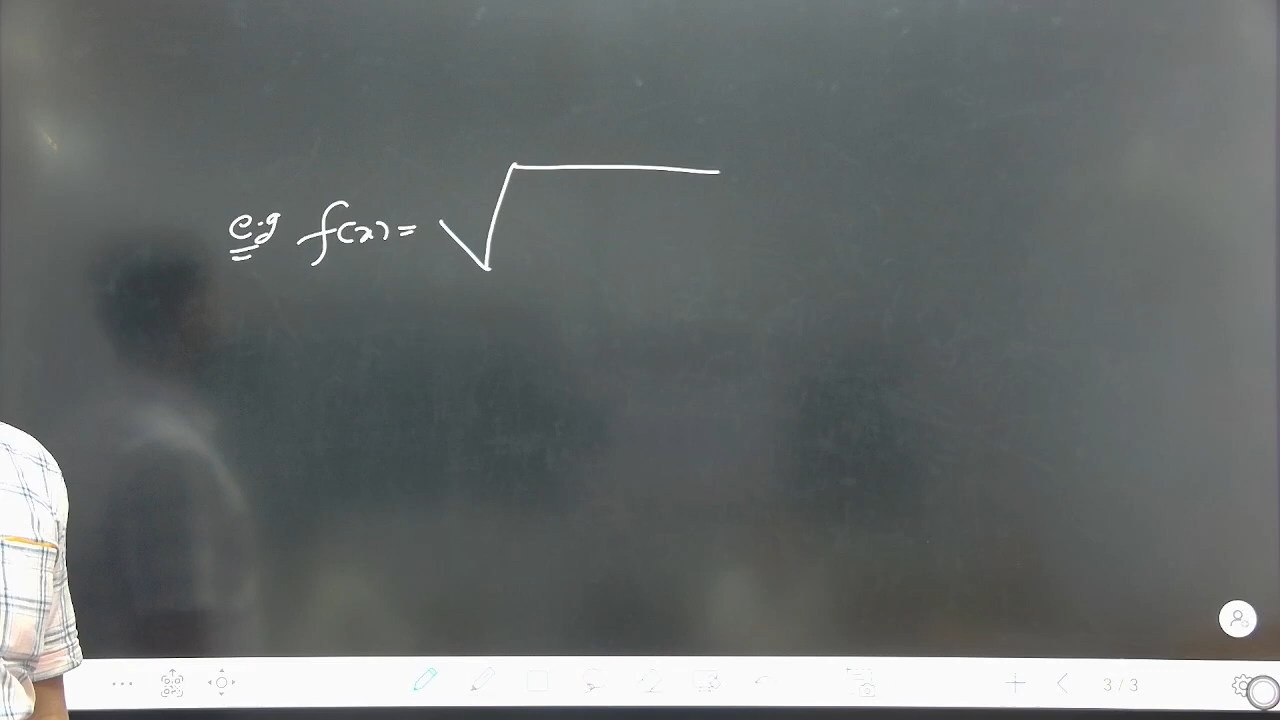 e.g f(x) = √
3/3